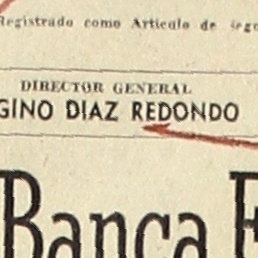 Registrado como Artículo de
DIRECTOR GENERAL
GINO DIAZ REDONDO
Banca